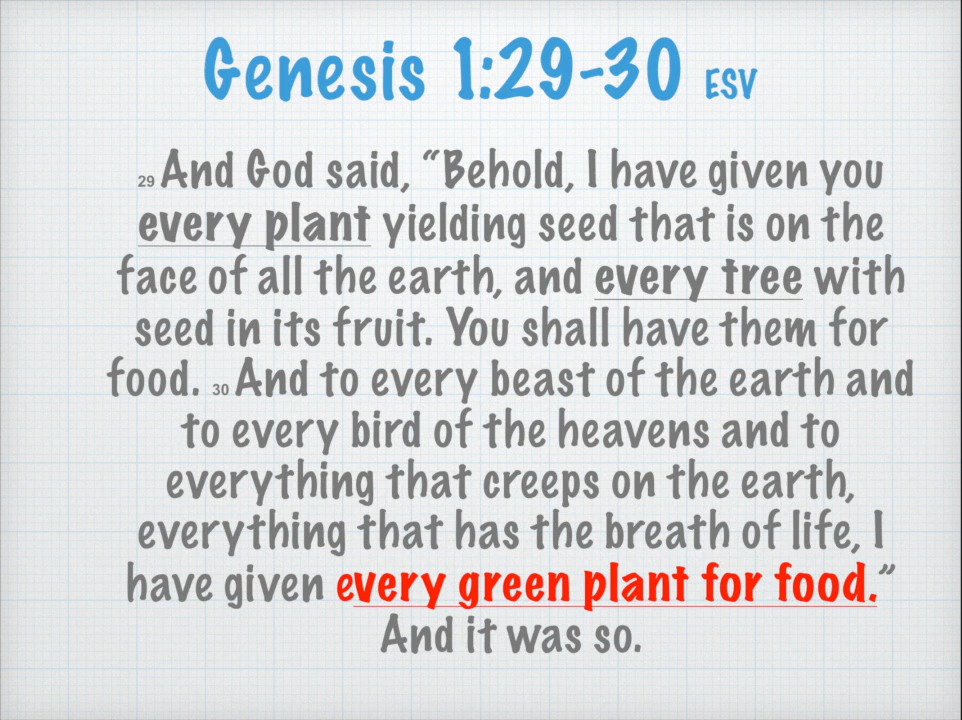 Genesis 1:29-30 ESV
29 And God said, “Behold, I have given you
every plant yielding seed that is on the
face of all the earth, and every tree with
seed in its fruit. You shall have them for
food. 30 And to every beast of the earth and
to every bird of the heavens and to
everything that creeps on the earth,
everything that has the breath of life, I
have given every green plant for food.”
And it was so.